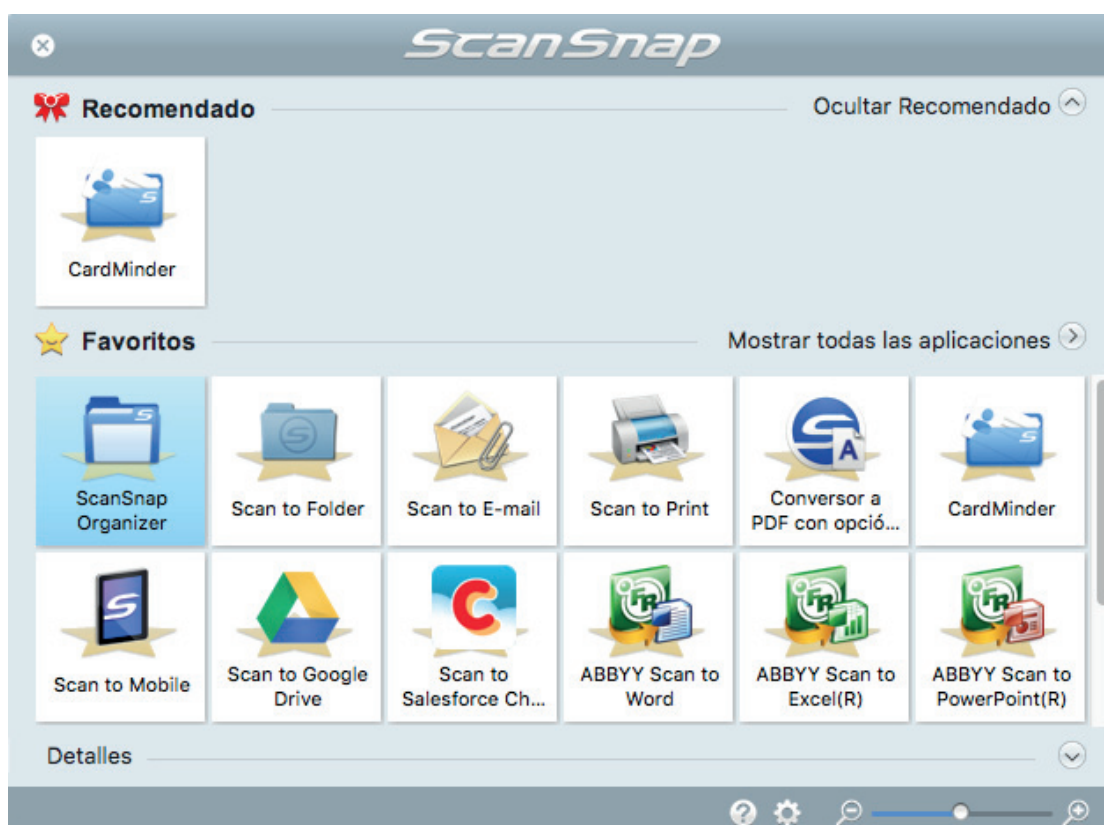 ScanSnap
Recomendado
Ocultar Recomendado
CardMinder
Favoritos
Mostrar todas las aplicaciones
ScanSnap
Organizer
Scan to Folder
Scan to E-mail
Scan to Print
Conversor a
PDF con opció...
CardMinder
Scan to Mobile
Scan to Google
Drive
Scan to
Salesforce Ch...
ABBYY Scan to
Word
ABBYY Scan to
Excel(R)
ABBYY Scan to
PowerPoint(R)
Detalles